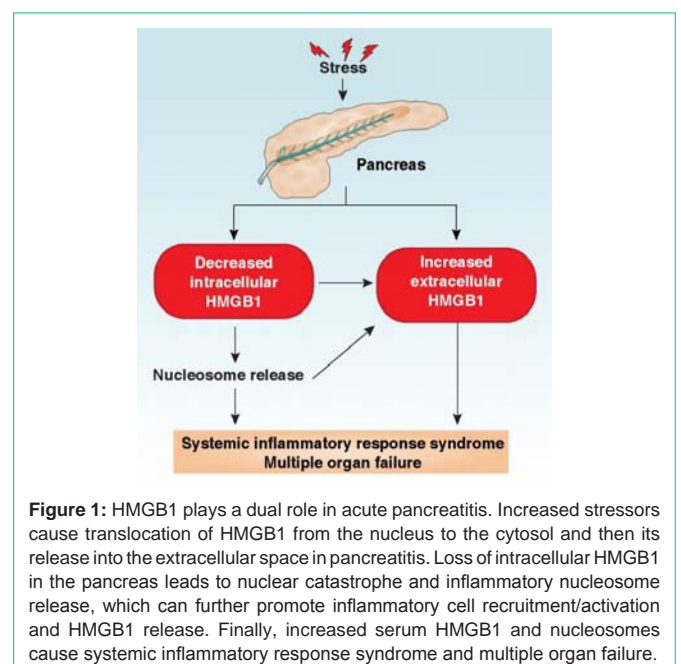 Stress
Pancreas
Decreased
intracellular
HMGB1
Increased
extracellular
HMGB1
Nucleosome release
Systemic inflammatory response syndrome
Multiple organ failure
Figure 1: HMGB1 plays a dual role in acute pancreatitis. Increased stressors
cause translocation of HMGB1 from the nucleus to the cytosol and then its
release into the extracellular space in pancreatitis. Loss of intracellular HMGB1
in the pancreas leads to nuclear catastrophe and inflammatory nucleosome
release, which can further promote inflammatory cell recruitment/activation
and HMGB1 release. Finally, increased serum HMGB1 and nucleosomes
cause systemic inflammatory response syndrome and multiple organ failure.